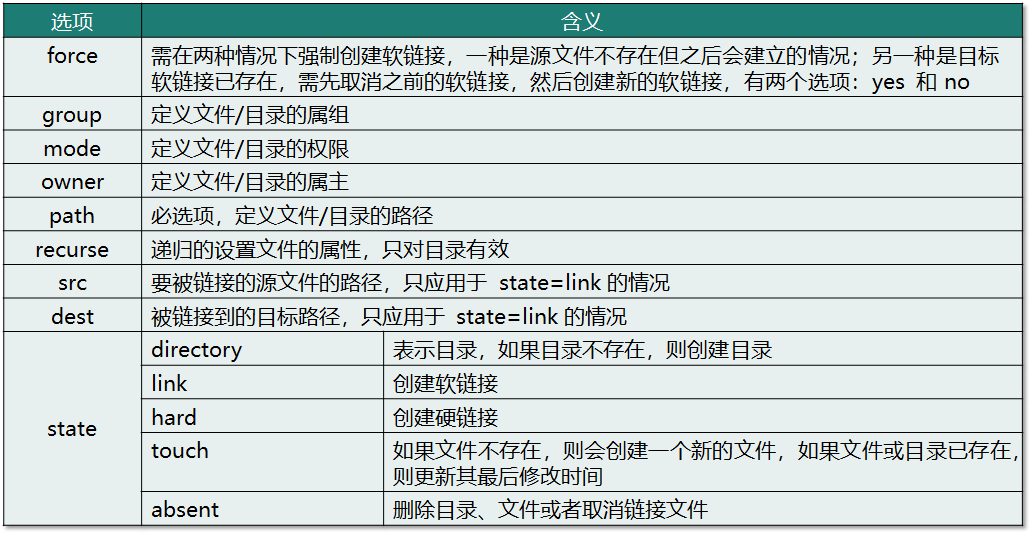 选项 含义
force 需在两种情况下强制创建软链接，一种是源文件不存在但之后会建立的情况；另一种是目标
软链接已存在，需先取消之前的软链接，然后创建新的软链接，有两个选项：yes 和 no
group 定义文件/目录的属组
mode 定义文件/目录的权限
owner 定义文件/目录的属主
path 必选项，定义文件/目录的路径
recurse 递归的设置文件的属性，只对目录有效
src 要被链接的源文件的路径，只应用于 state=link 的情况
dest 被链接到的目标路径，只应用于 state=link 的情况
state
directory 表示目录，如果目录不存在，则创建目录
link 创建软链接
hard 创建硬链接
touch 如果文件不存在，则会创建一个新的文件，如果文件或目录已存在，
则更新其最后修改时间
absent 删除目录、文件或者取消链接文件